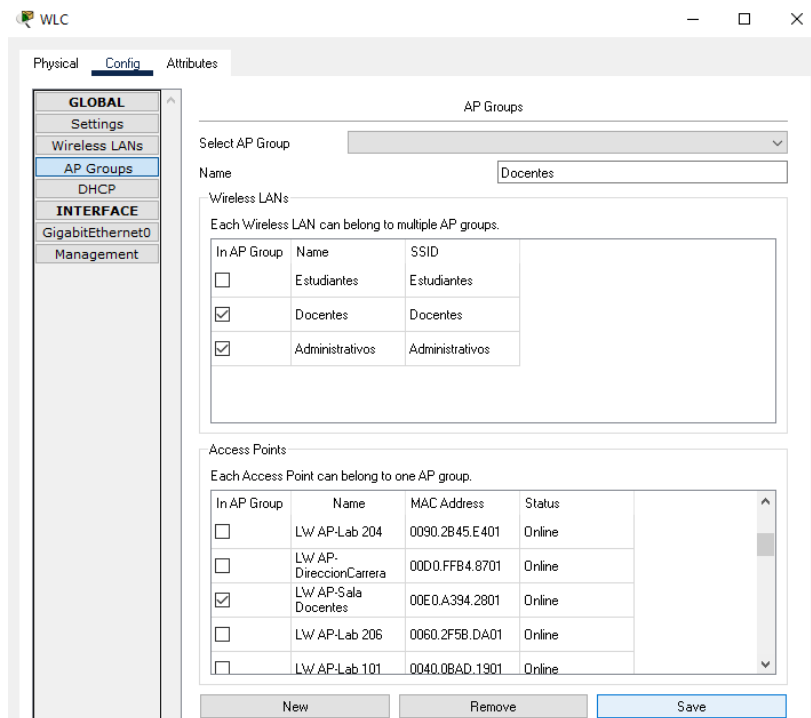 WLC
Physical Config Attributes
GLOBAL
Settings
Wireless LANs
AP Groups
DHCP
INTERFACE
GigabitEthernet0
Management
AP Groups
Select AP Group
Name Docentes
Wireless LANs
Each Wireless LAN can belong to multiple AP groups.
In AP Group Name SSID
Estudiantes Estudiantes
Docentes Docentes
Administrativos Administrativos
Access Points
Each Access Point can belong to one AP group.
In AP Group Name MAC Address Status
LW AP-Lab 204 0090.2B45.E401 Online
LW AP-
DireccionCarrera 00D0.FFB4.8701 Online
LW AP-Sala
Docentes 00E0.A394.2801 Online
LW AP-Lab 206 0060.2F5B.DA01 Online
LW AP-Lab 101 0040.0BAD.1901 Online
New Remove Save